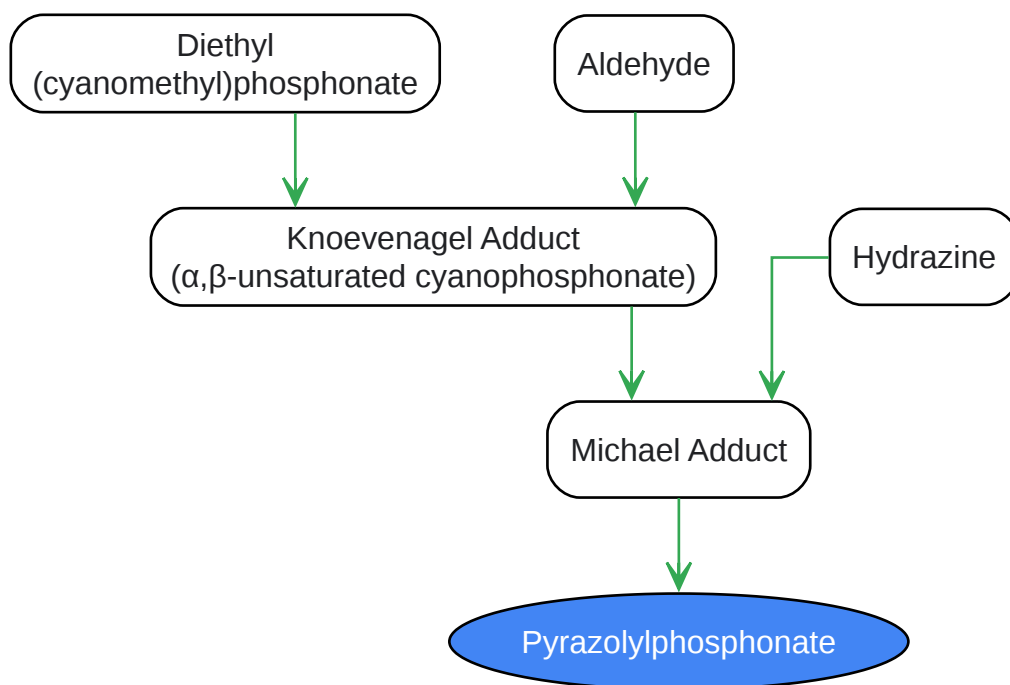 Diethyl
(cyanomethyl)phosphonate
Aldehyde
Knoevenagel Adduct
(α,β-unsaturated cyanophosphonate)
Hydrazine
Michael Adduct
Pyrazolylphosphonate